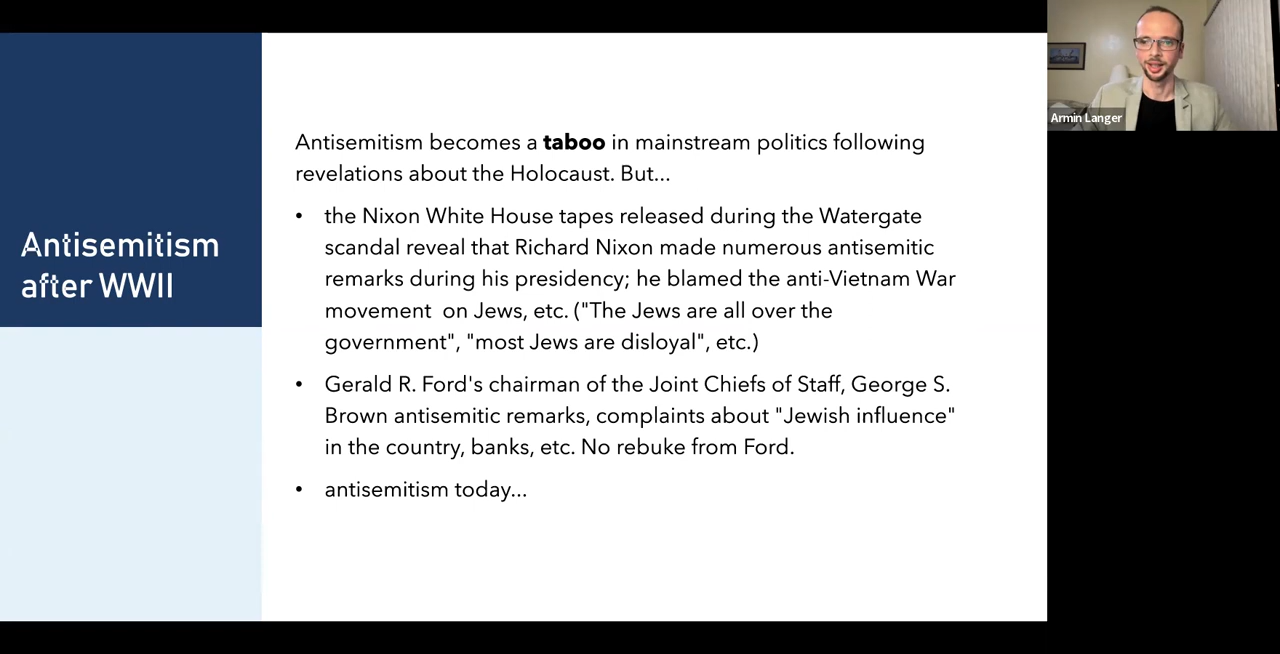 Antisemitism
after WWII
Antisemitism becomes a taboo in mainstream politics following
revelations about the Holocaust. But...
• the Nixon White House tapes released during the Watergate
scandal reveal that Richard Nixon made numerous antisemitic
remarks during his presidency; he blamed the anti-Vietnam War
movement  on Jews, etc. ("The Jews are all over the
government", "most Jews are disloyal", etc.)
• Gerald R. Ford's chairman of the Joint Chiefs of Staff, George S.
Brown antisemitic remarks, complaints about "Jewish influence"
in the country, banks, etc. No rebuke from Ford.
• antisemitism today...
Armin Langer